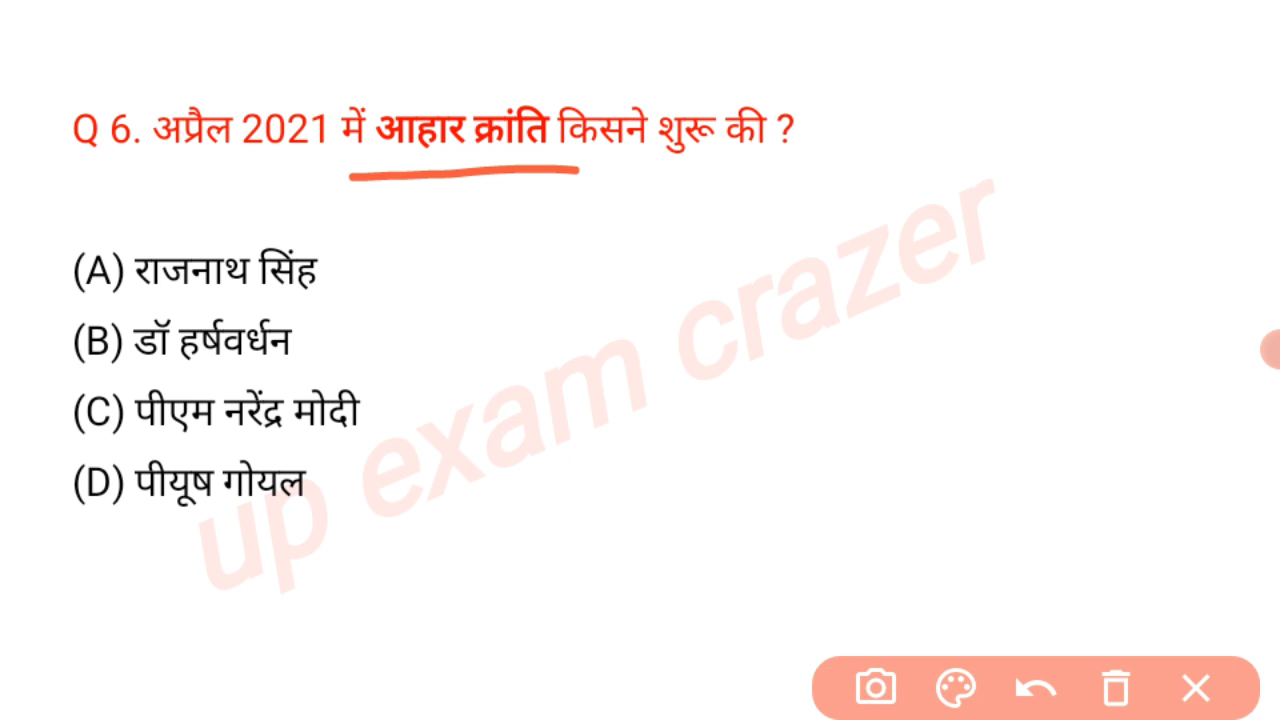 Q 6. अप्रैल 2021 में आहार क्रांति किसने शुरू की ?
(A) राजनाथ सिंह
(B) डॉ हर्षवर्धन
(C) पीएम नरेंद्र मोदी
(D) पीयूष गोयल
up exam crazer